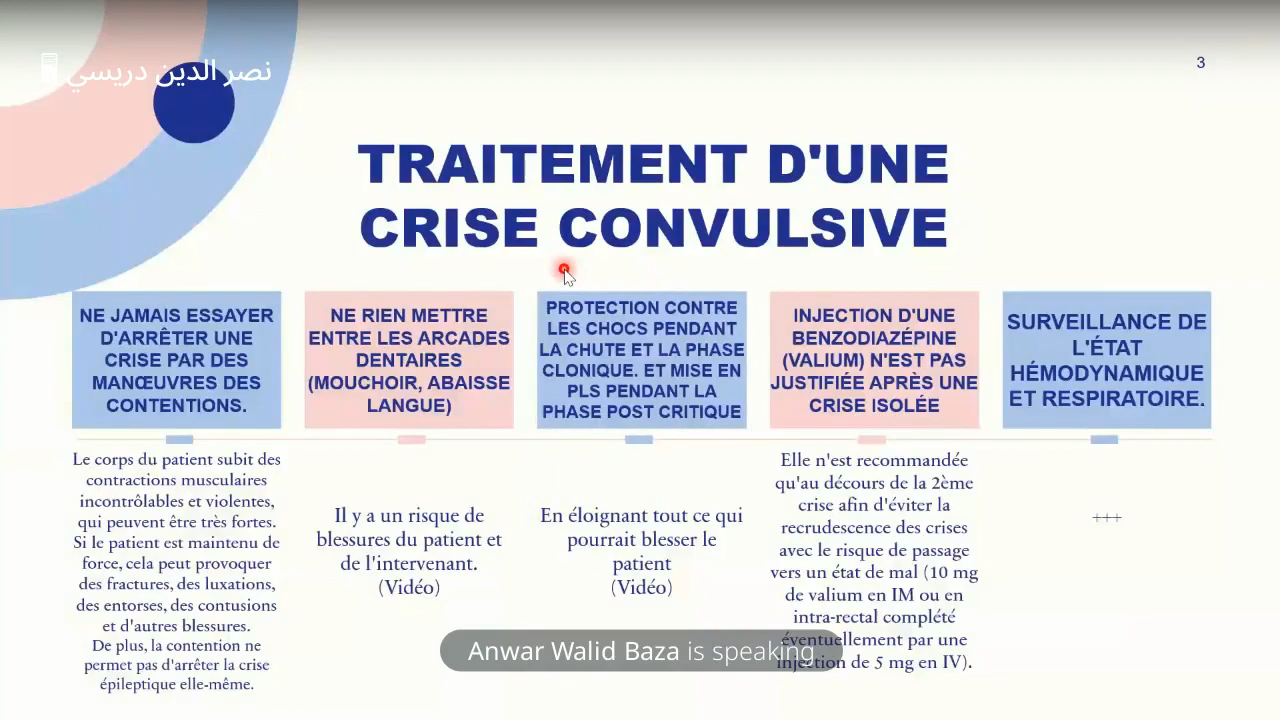 نصر الدين دريسي
3
TRAITEMENT D'UNE
CRISE CONVULSIVE
NE JAMAIS ESSAYER
D'ARRÊTER UNE
CRISE PAR DES
MANŒUVRES DES
CONTENTIONS.
Le corps du patient subit des
contractions musculaires
incontrôlables et violentes,
qui peuvent être très fortes.
Si le patient est maintenu de
force, cela peut provoquer
des fractures, des luxations,
des entorses, des contusions
et d'autres blessures.
De plus, la contention ne
permet pas d'arrêter la crise
épileptique elle-même.
NE RIEN METTRE
ENTRE LES ARCADES
DENTAIRES
(MOUCHOIR, ABAISSE
LANGUE)
Il y a un risque de
blessures du patient et
de l'intervenant.
(Vidéo)
PROTECTION CONTRE
LES CHOCS PENDANT
LA CHUTE ET LA PHASE
CLONIQUE. ET MISE EN
PLS PENDANT LA
PHASE POST CRITIQUE
En éloignant tout ce qui
pourrait blesser le
patient
(Vidéo)
INJECTION D'UNE
BENZODIAZÉPINE
(VALIUM) N'EST PAS
JUSTIFIÉE APRÈS UNE
CRISE ISOLÉE
Elle n'est recommandée
qu'au décours de la 2ème
crise afin d'éviter la
recrudescence des crises
avec le risque de passage
vers un état de mal (10 mg
de valium en IM ou en
intra-rectal complété
éventuellement par une
injection de 5 mg en IV).
SURVEILLANCE DE
L'ÉTAT
HÉMODYNAMIQUE
ET RESPIRATOIRE.
+++
Anwar Walid Baza is speaking